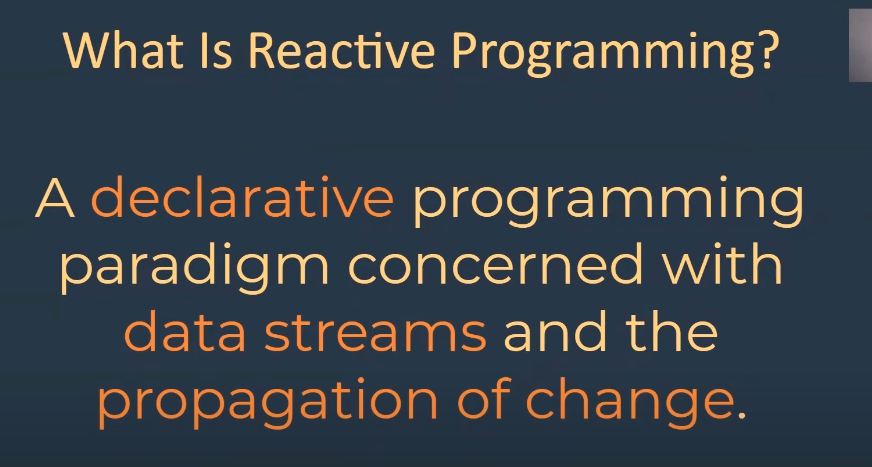 What Is Reactive Programming?
A declarative programming
paradigm concerned with
data streams and the
propagation of change.